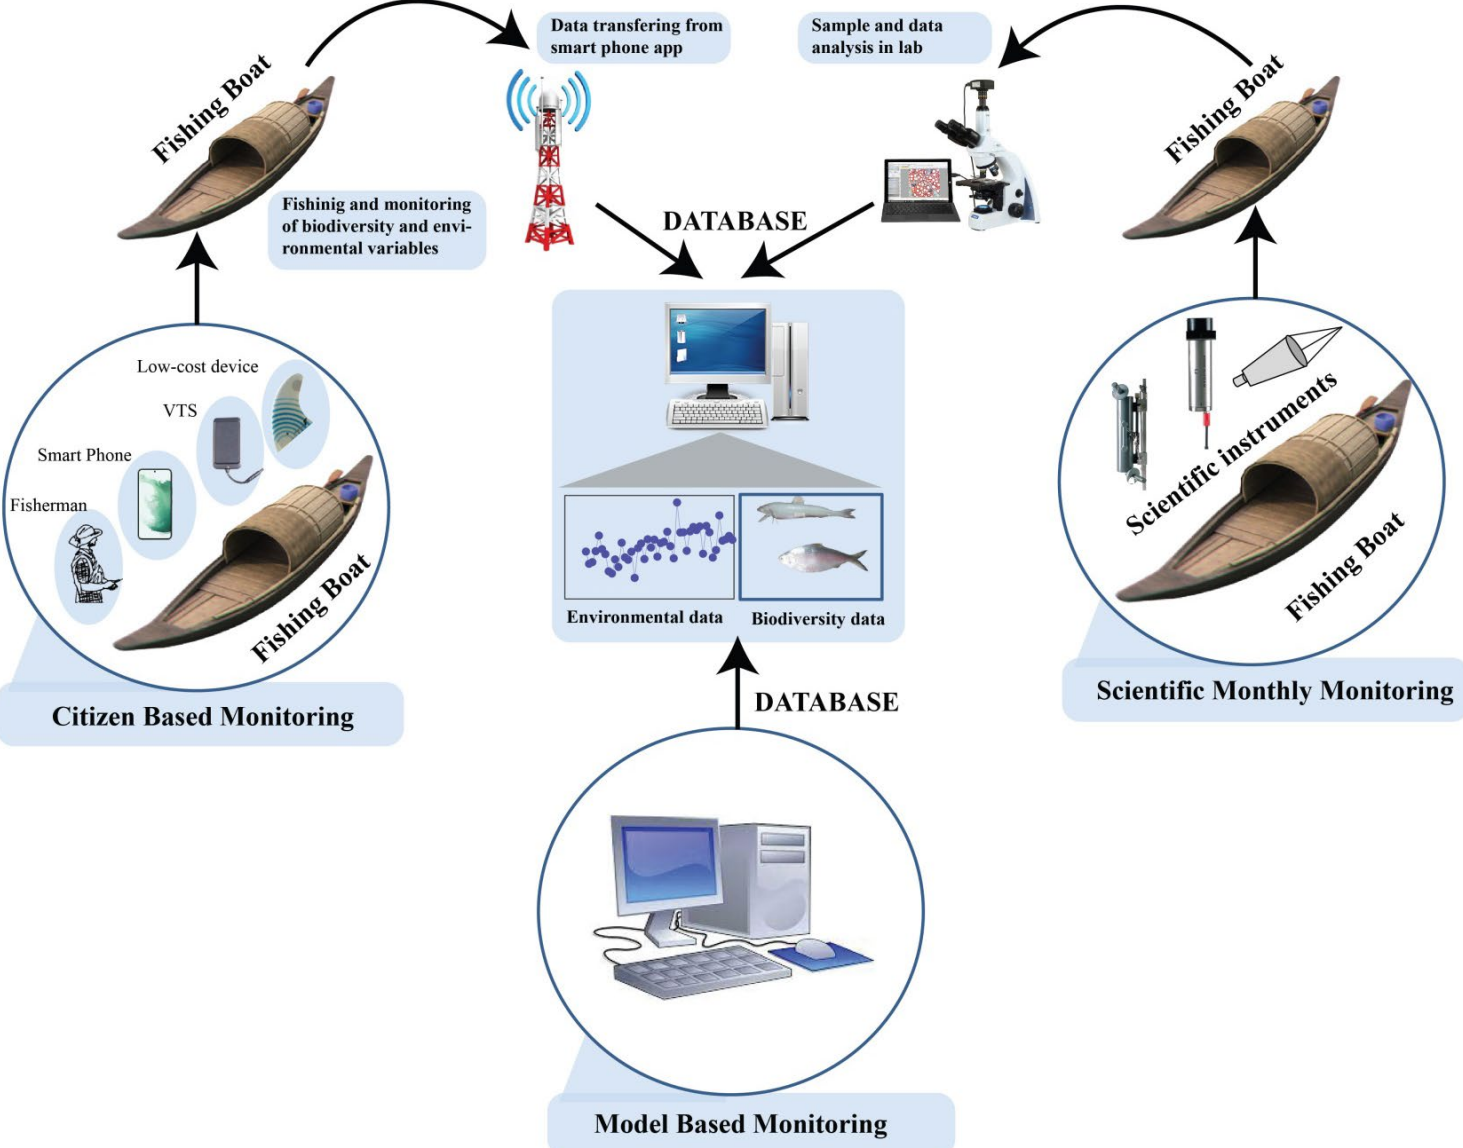 Data transfering from
smart phone app
Sample and data
analysis in lab
Fishing Boat
Fishing Boat
Fishinig and monitoring
of biodiversity and envi-
ronmental variables
DATABASE
Low-cost device
VTS
Smart Phone
Fisherman
Fishing Boat
Citizen Based Monitoring
Environmental data
Biodiversity data
Scientific instruments
Fishing Boat
Scientific Monthly Monitoring
DATABASE
Model Based Monitoring